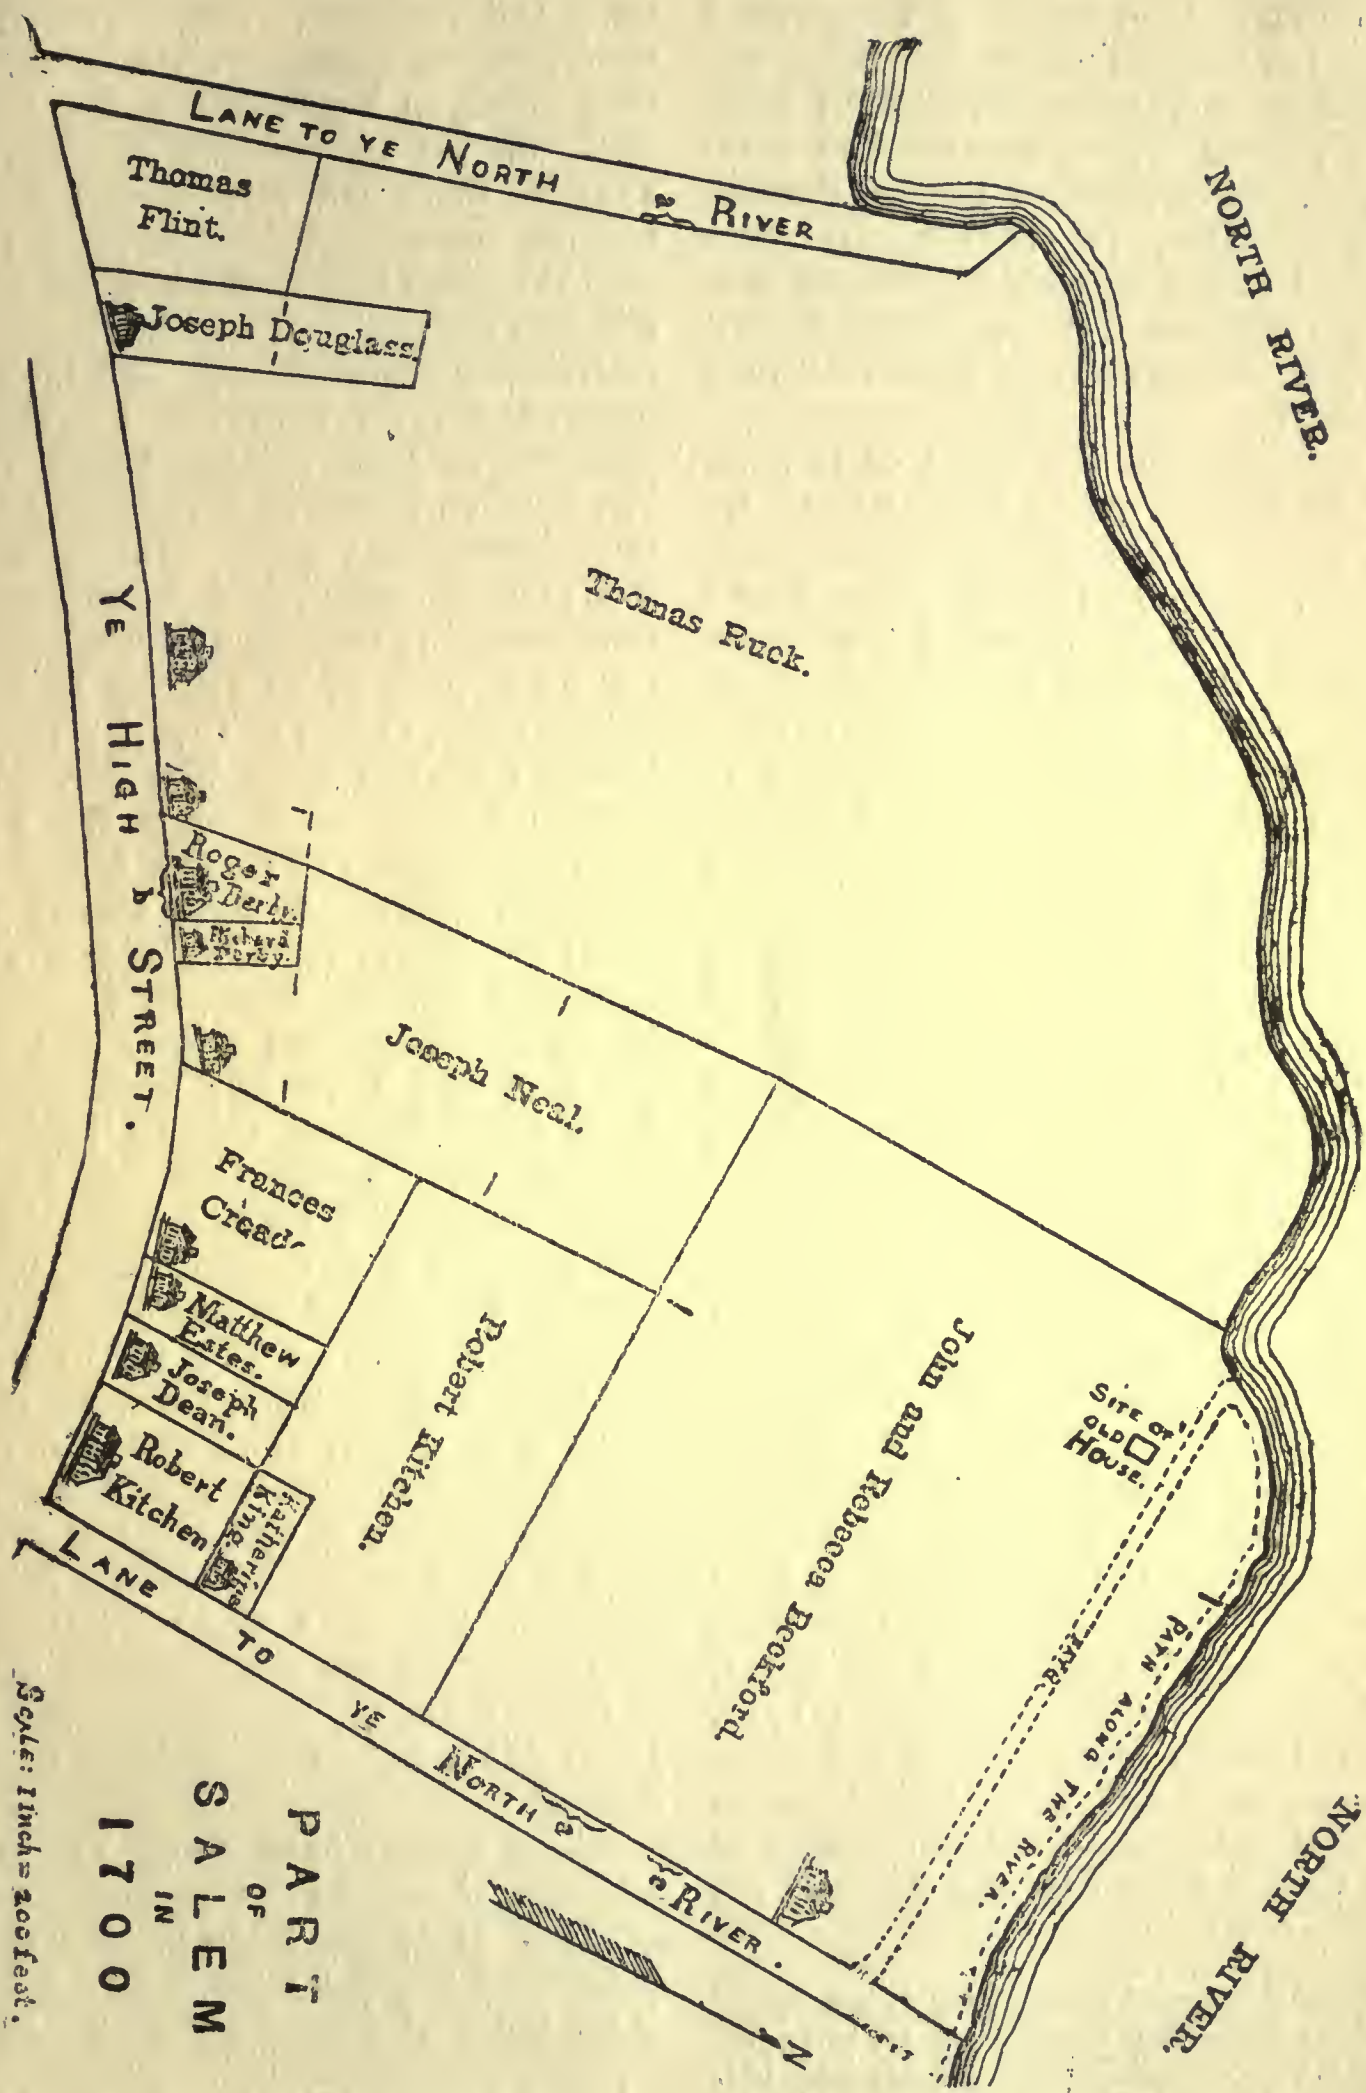 NORTH RIVER.
NORTH RIVER.
LANE TO YE NORTH a RIVER
Thomas
Flint.
Joseph Douglass.
Thomas Ruck.
YE HIGH b STREET.
Roger
Derby.
Richard
Derby.
Joseph Neal.
Frances
Matthew
Estes.
Joseph
Dean.
Robert
Kitchen
Katherine
King.
Robert Kitchen.
John and Rebecca Beckford.
SITE OF
OLD
HOUSE.
PATH ALONG THE RIVER.
LANE TO YE NORTH a e RIVER.
N
PART
OF
SALEM
IN
1700
Scale: 1 inch = 200 feet.